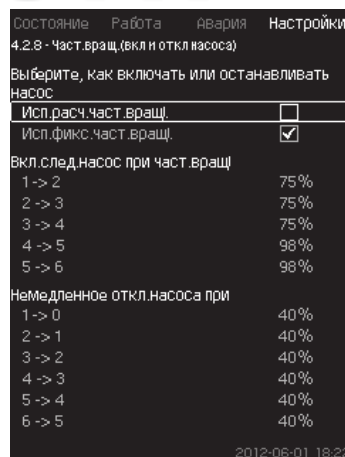 Состояние Работа Авария Настройки
4.2.8 - Част.вращ.(вкл и откл насоса)
Выберите, как включать или останавливать
насос
Исп.расч.част.вращ|.
Исп.фикс.част.вращ|.
Вкл.след.насос при част.вращ|
1 -> 2 75%
2 -> 3 75%
3 -> 4 75%
4 -> 5 98%
5 -> 6 98%
Немедленное откл.насоса при
1 -> 0 40%
2 -> 1 40%
3 -> 2 40%
4 -> 3 40%
5 -> 4 40%
6 -> 5 40%
2012-06-01 18:22